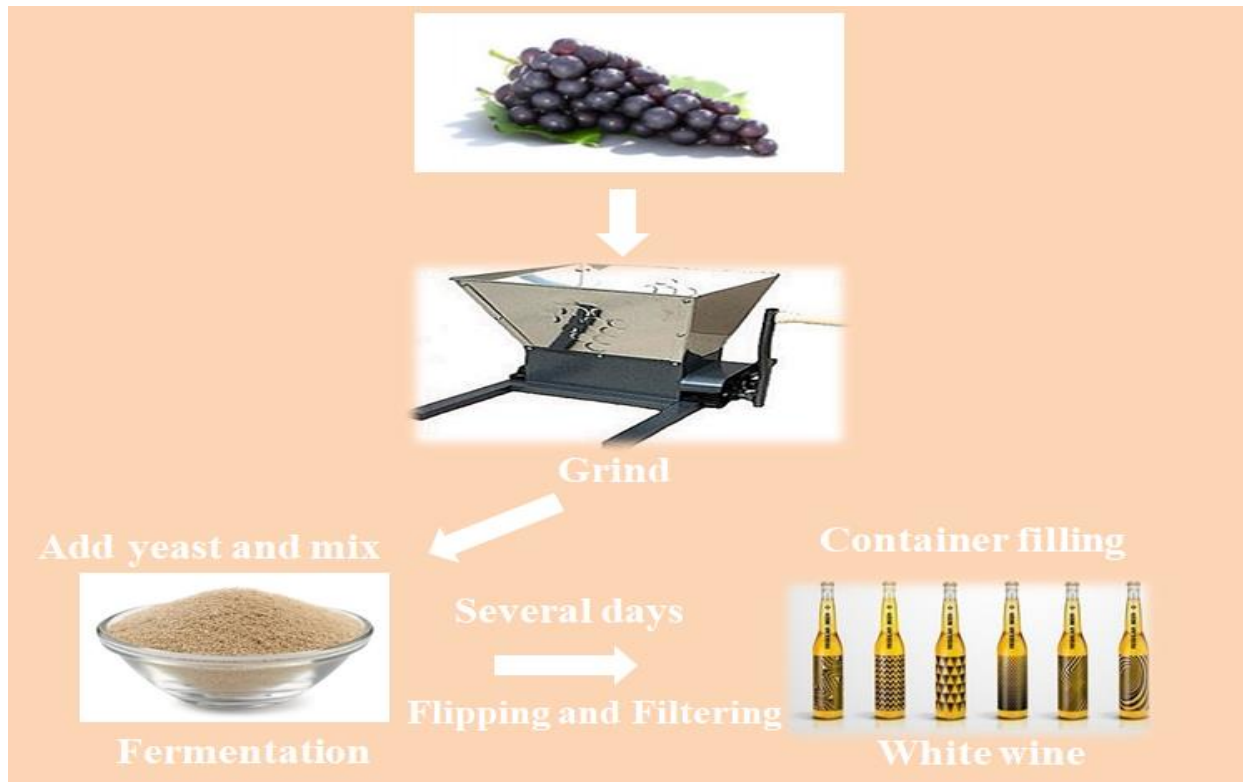 Grind
Add yeast and mix
Container filling
Several days
Flipping and Filtering
Fermentation
White wine